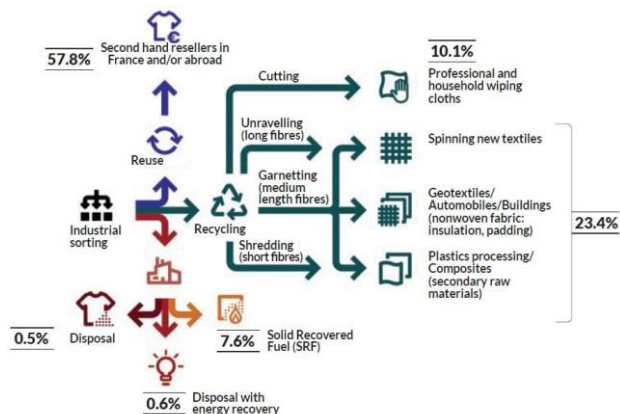 57.8%
Second hand resellers in
France and/or abroad
10.1%
Professional and
household wiping
cloths
Cutting
Unravelling
(long fibres)
Spinning new textiles
Reuse
Garnetting
(medium
length fibres)
Geotextiles/
Automobiles/Buildings
(nonwoven fabric:
insulation, padding)
23.4%
Industrial
sorting
Recycling
Shredding
(short fibres)
Plastics processing/
Composites
(secondary raw
materials)
0.5%
Disposal
7.6%
Solid Recovered
Fuel (SRF)
0.6%
Disposal with
energy recovery